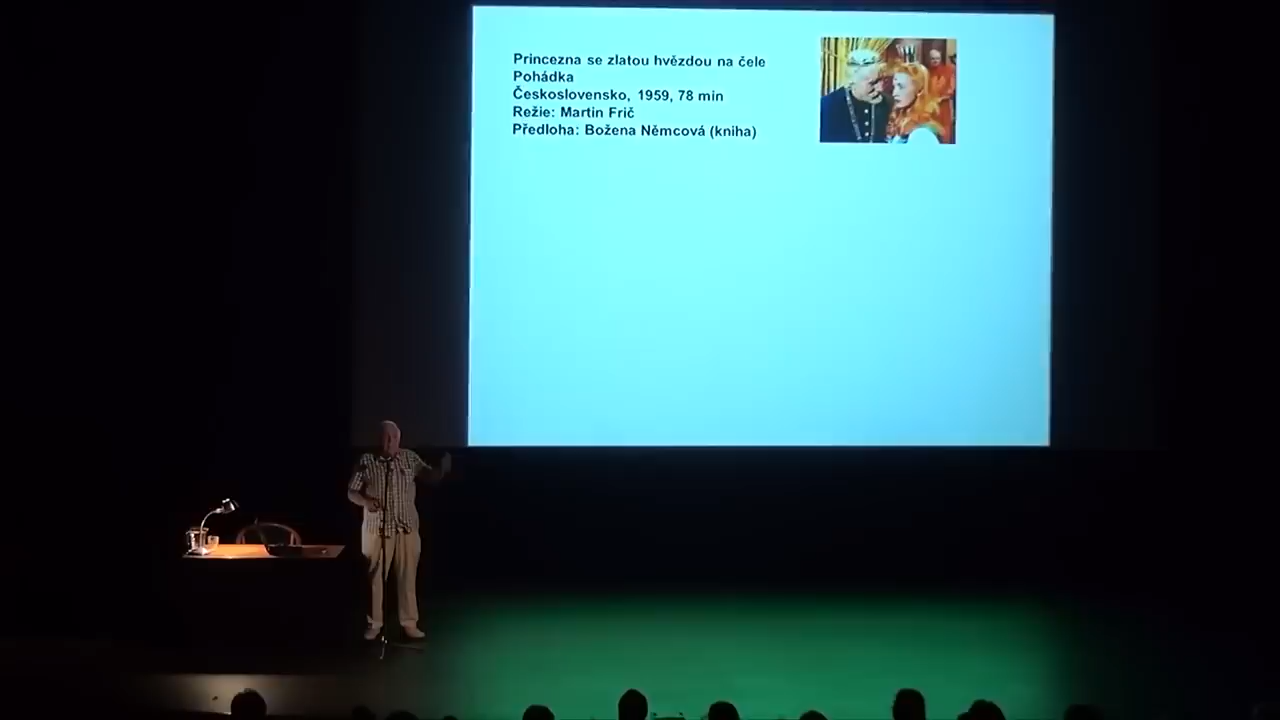 Princezna se zlatou hvězdou na čele
Pohádka
Československo, 1959, 78 min
Režie: Martin Frič
Předloha: Božena Němcová (kniha)